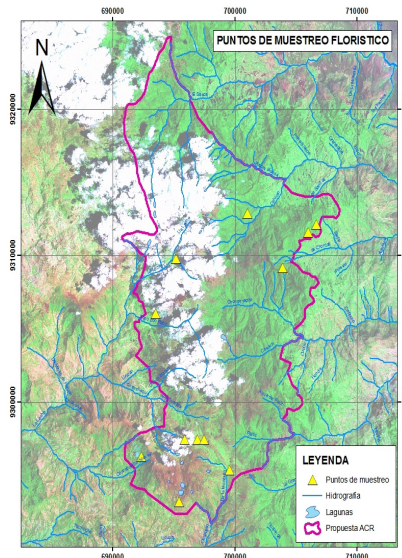 690000 700000 710000
PUNTOS DE MUESTREO FLORISTICO
N
9320000
9310000
9300000
LEYENDA
Puntos de muestreo
Hidrografía
Lagunas
Propuesta ACR
690000 700000 710000